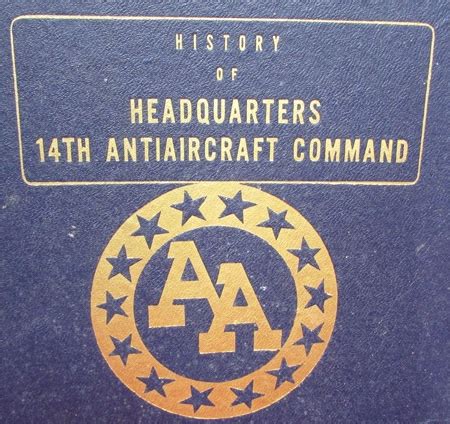 HISTORY
OF
HEADQUARTERS
14TH ANTIAIRCRAFT COMMAND
AA